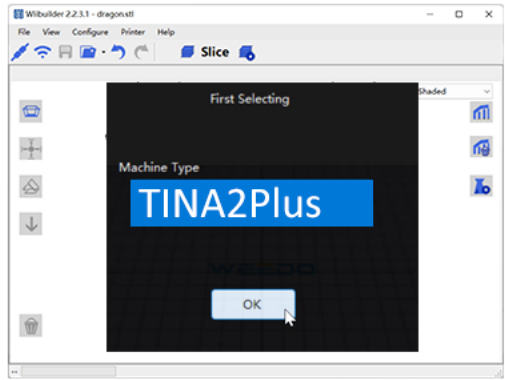 Wiibuilder 2.2.3.1 - dragon.stl
File View Configure Printer Help
Slice
Shaded
First Selecting
Machine Type
TINA2Plus
WEEDO
OK